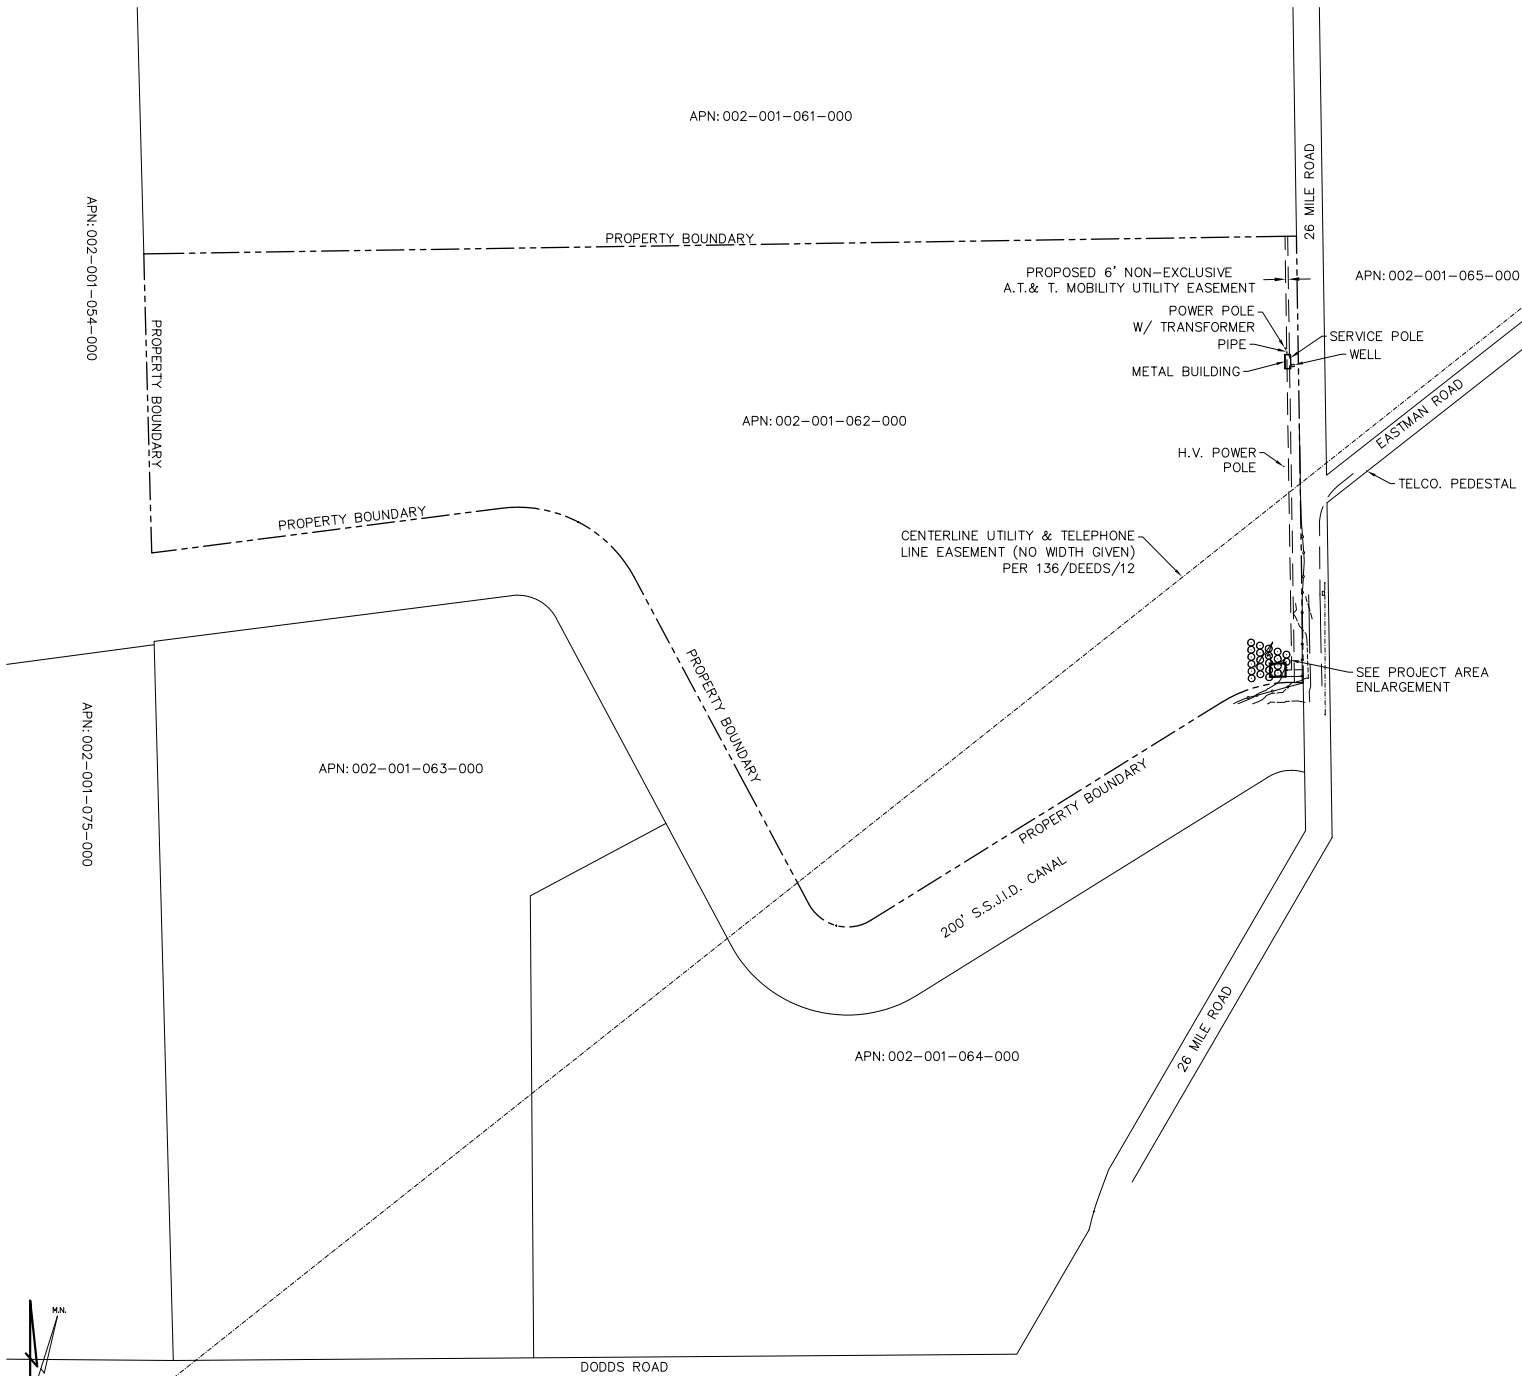 APN: 002-001-061-000
26 MILE ROAD
APN: 002-001-054-000
PROPERTY BOUNDARY
PROPOSED 6' NON-EXCLUSIVE
A.T.& T. MOBILITY UTILITY EASEMENT
APN: 002-001-065-000
POWER POLE
W/ TRANSFORMER
PIPE
METAL BUILDING
SERVICE POLE
WELL
PROPERTY BOUNDARY
APN: 002-001-062-000
EASTMAN ROAD
H.V. POWER
POLE
TELCO. PEDESTAL
PROPERTY BOUNDARY
CENTERLINE UTILITY & TELEPHONE
LINE EASEMENT (NO WIDTH GIVEN)
PER 136/DEEDS/12
PROPERTY BOUNDARY
SEE PROJECT AREA
ENLARGEMENT
APN: 002-001-075-000
APN: 002-001-063-000
PROPERTY BOUNDARY
200' S.S.J.I.D. CANAL
26 MILE ROAD
APN: 002-001-064-000
M.N.
DODDS ROAD